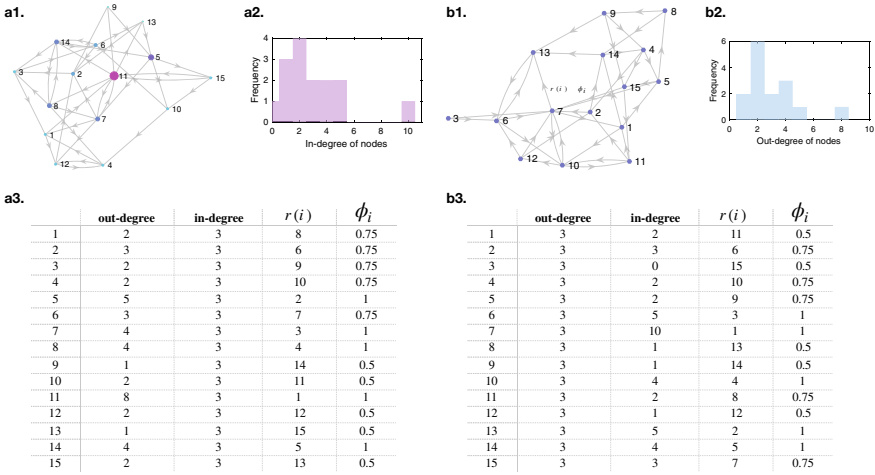 a1.
9
13
14
6
5
3
2
11
15
8
10
7
1
12
4
a2.
Frequency
4
3
2
1
0
0 2 4 6 8 10
In-degree of nodes
b1.
9
8
13
14
4
5
r(i) ϕi
15
3
6
7
2
1
12
10
11
b2.
Frequency
6
4
2
0
0 2 4 6 8 10
Out-degree of nodes
a3.
out-degree in-degree r(i) ϕi
1 2 3 8 0.75
2 3 3 6 0.75
3 2 3 9 0.75
4 2 3 10 0.75
5 5 3 2 1
6 3 3 7 0.75
7 4 3 3 1
8 4 3 4 1
9 1 3 14 0.5
10 2 3 11 0.5
11 8 3 1 1
12 2 3 12 0.5
13 1 3 15 0.5
14 4 3 5 1
15 2 3 13 0.5
b3.
out-degree in-degree r(i) ϕi
1 3 2 11 0.5
2 3 3 6 0.75
3 3 0 15 0.5
4 3 2 10 0.75
5 3 2 9 0.75
6 3 5 3 1
7 3 10 1 1
8 3 1 13 0.5
9 3 1 14 0.5
10 3 4 4 1
11 3 2 8 0.75
12 3 1 12 0.5
13 3 5 2 1
14 3 4 5 1
15 3 3 7 0.75